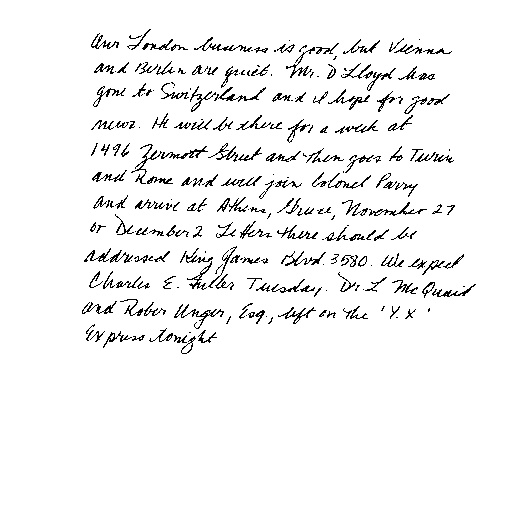 Our London business is good, but Vienna
and Berlin are quiet. Mr. D Lloyd has
gone to Switzerland and I hope for good
news. He will be there for a week at
1496 Zermott Street and then goes to Turin
and Rome and will join Colonel Parry
and arrive at Athens, Greece, November 27
or December 2 Letters there should be
addressed King James Blvd. 3580. We expect
Charles E. Fuller Tuesday. Dr. L McQuaid
and Rober Unger, Esq., left on the 'Y.X'
Express tonight